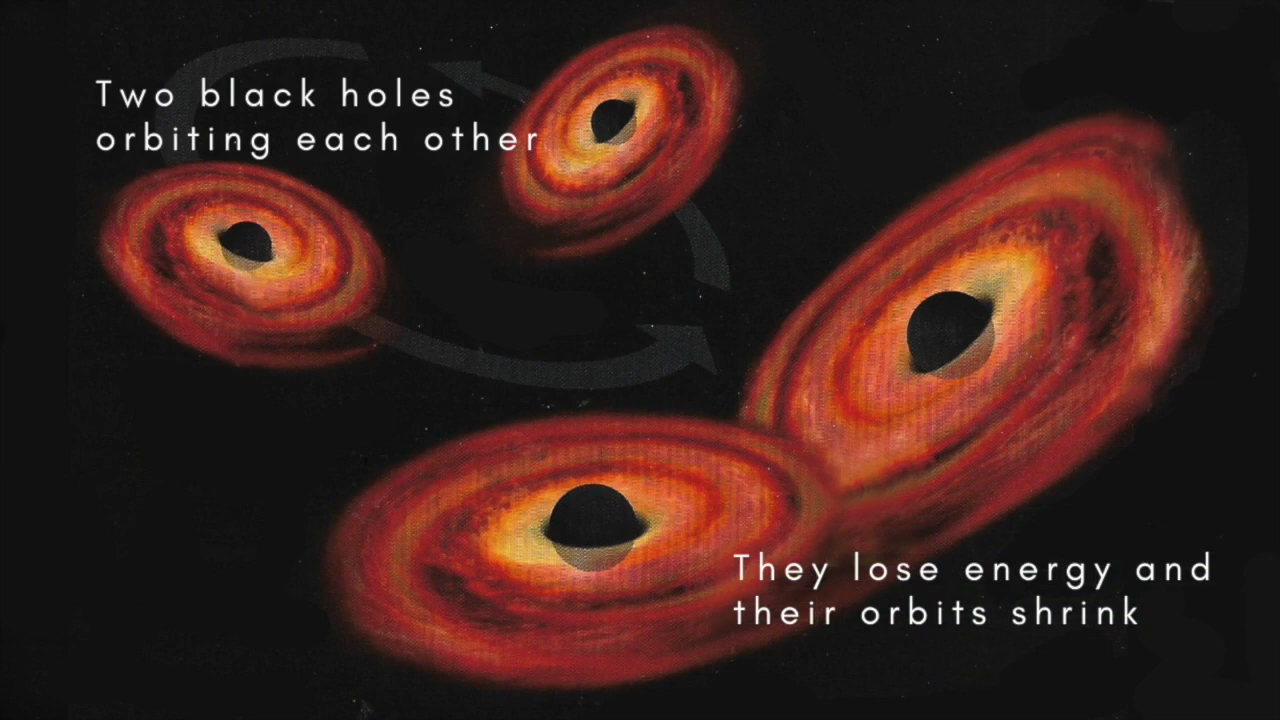 Two black holes
orbiting each other
They lose energy and
their orbits shrink